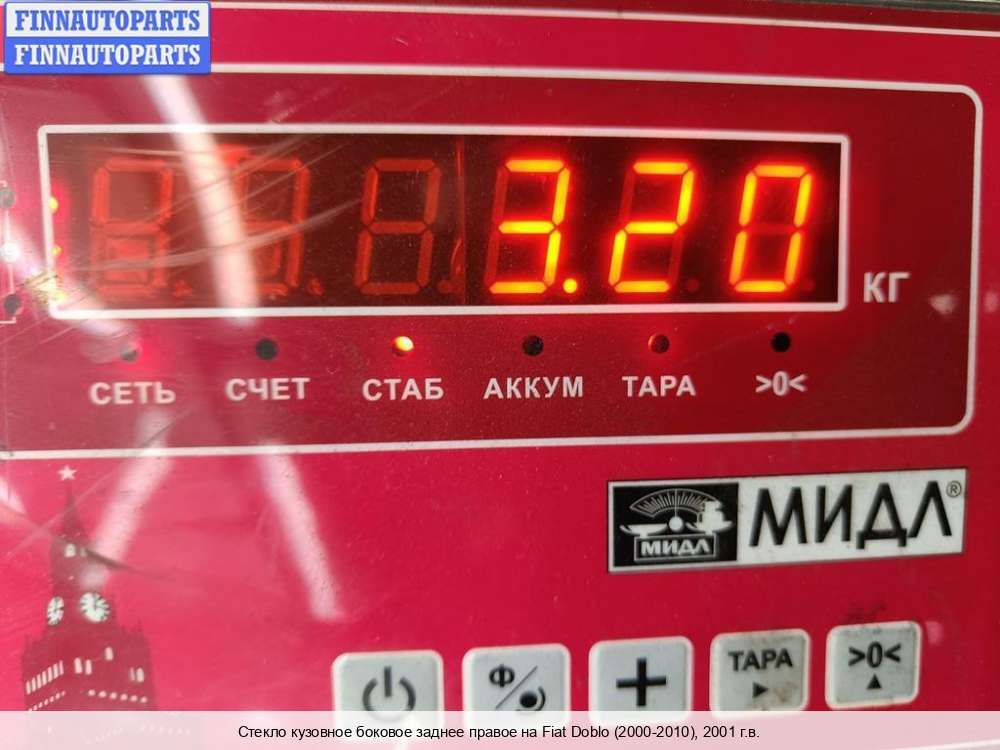 FINNAUTOPARTS
FINNAUTOPARTS
3.20
КГ
СЕТЬ СЧЕТ СТАБ АККУМ ТАРА >0<
МИДЛ МИДЛ®
Ф
ТАРА >0<
Стекло кузовное боковое заднее правое на Fiat Doblo (2000-2010), 2001 г.в.